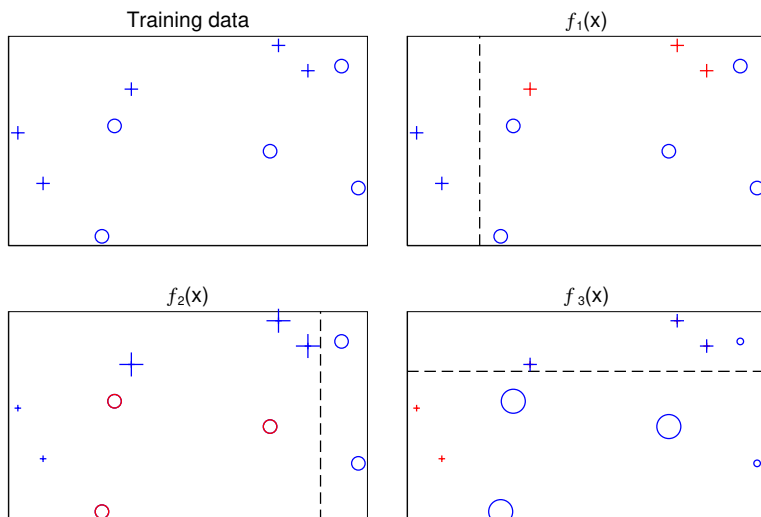 Training data
f₁(x)
f₂(x)
f₃(x)